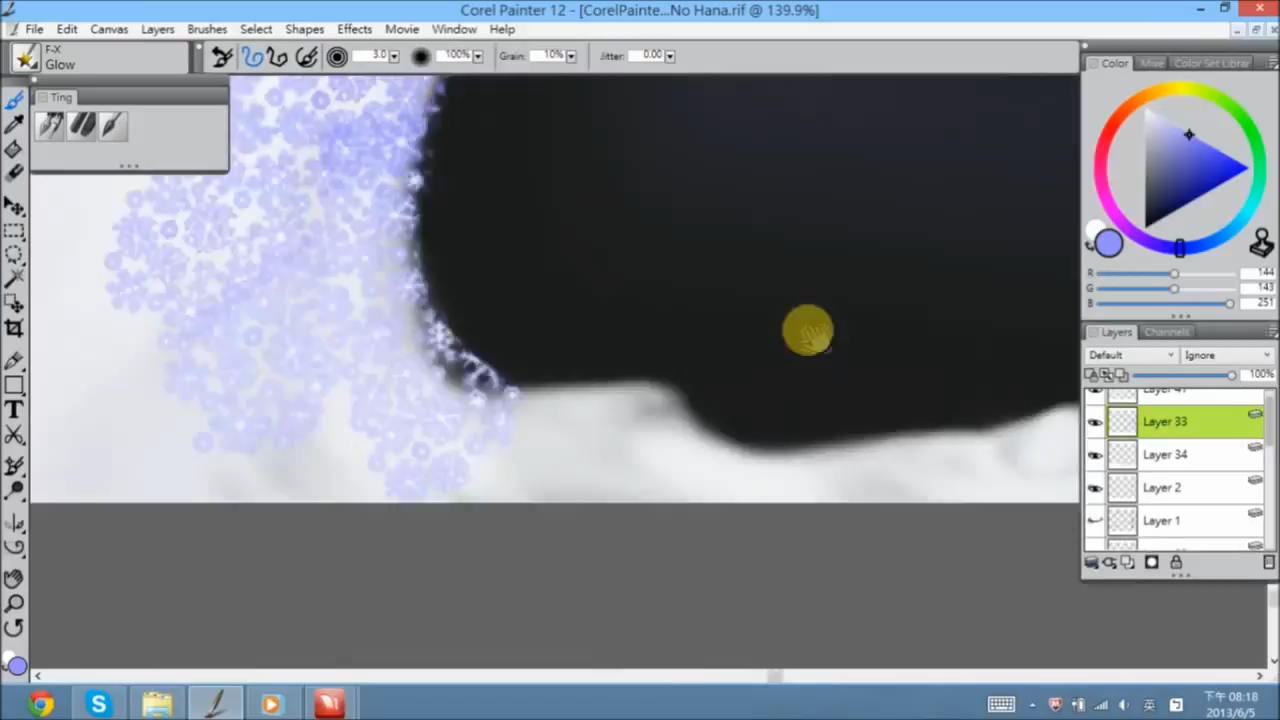 Corel Painter 12 - [CorelPainte...No Hana.rif @ 139.9%]
File Edit Canvas Layers Brushes Select Shapes Effects Movie Window Help
F-X
Glow
3.0
100%
Grain: 10%
Jitter: 0.00
Ting
Color
Color Set Librar
R 144
G 143
B 251
Layers Channels
Default Ignore
100%
Layer 33
Layer 34
Layer 2
Layer 1
下午 08:18
英
2013/6/5